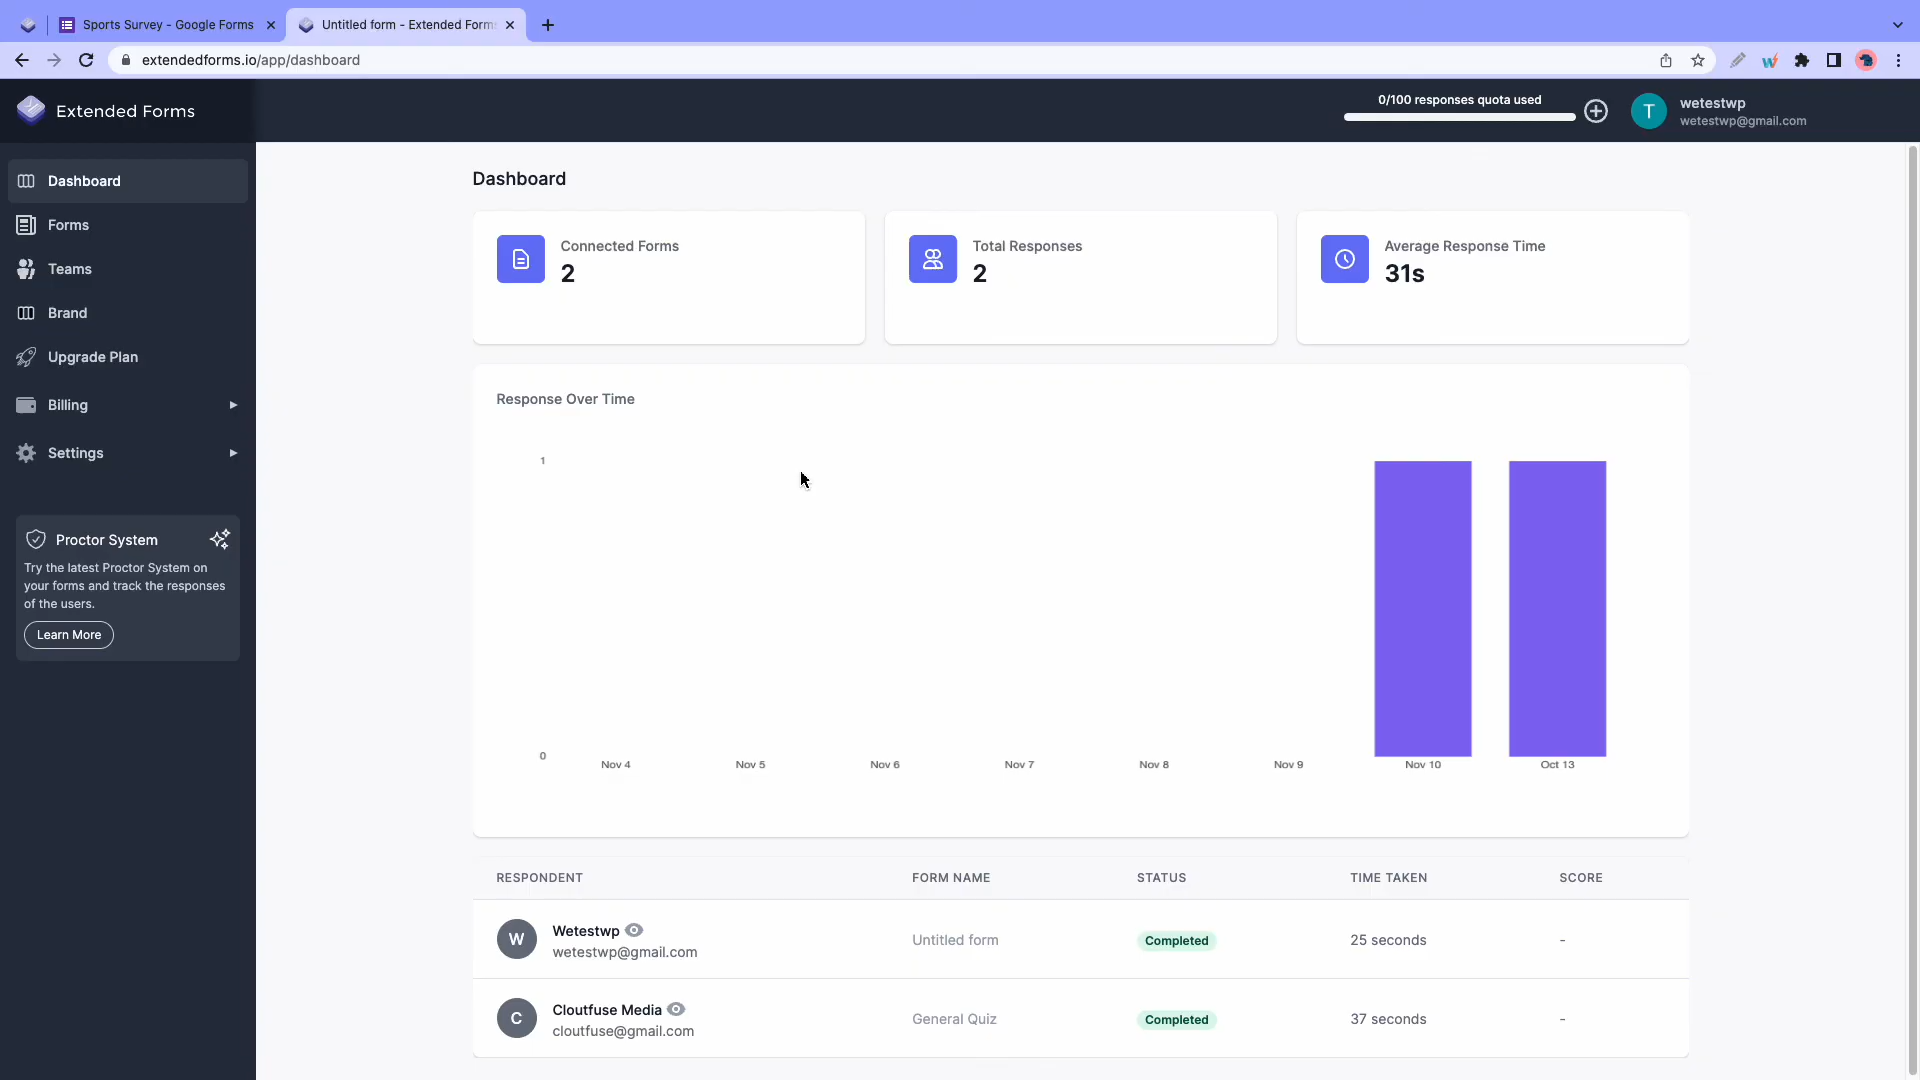 Sports Survey - Google Forms
Untitled form - Extended Form
extendedforms.io/app/dashboard
Extended Forms
0/100 responses quota used
T
wetestwp
wetestwp@gmail.com
Dashboard
Forms
Teams
Brand
Upgrade Plan
Billing
Settings
Proctor System
Try the latest Proctor System on
your forms and track the responses
of the users.
Learn More
Dashboard
Connected Forms
2
Total Responses
2
Average Response Time
31s
Response Over Time
1
0
Nov 4 Nov 5 Nov 6 Nov 7 Nov 8 Nov 9 Nov 10 Oct 13
RESPONDENT FORM NAME STATUS TIME TAKEN SCORE
W Wetestwp
wetestwp@gmail.com
Untitled form Completed 25 seconds -
C Cloutfuse Media
cloutfuse@gmail.com
General Quiz Completed 37 seconds -